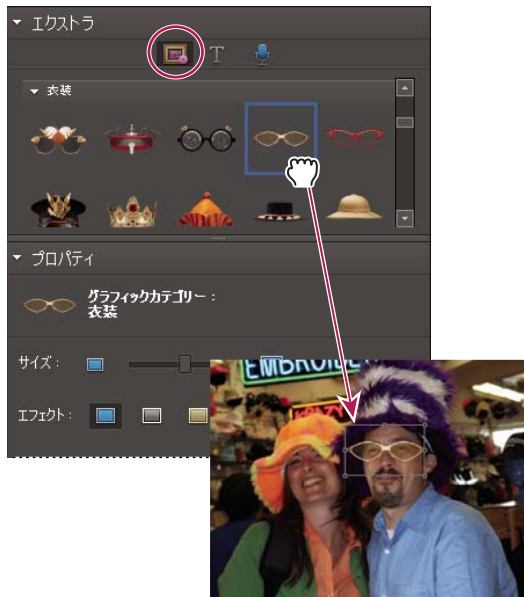 エクストラ
T
衣装
プロパティ
グラフィックカテゴリー :
衣装
サイズ :
エフェクト :